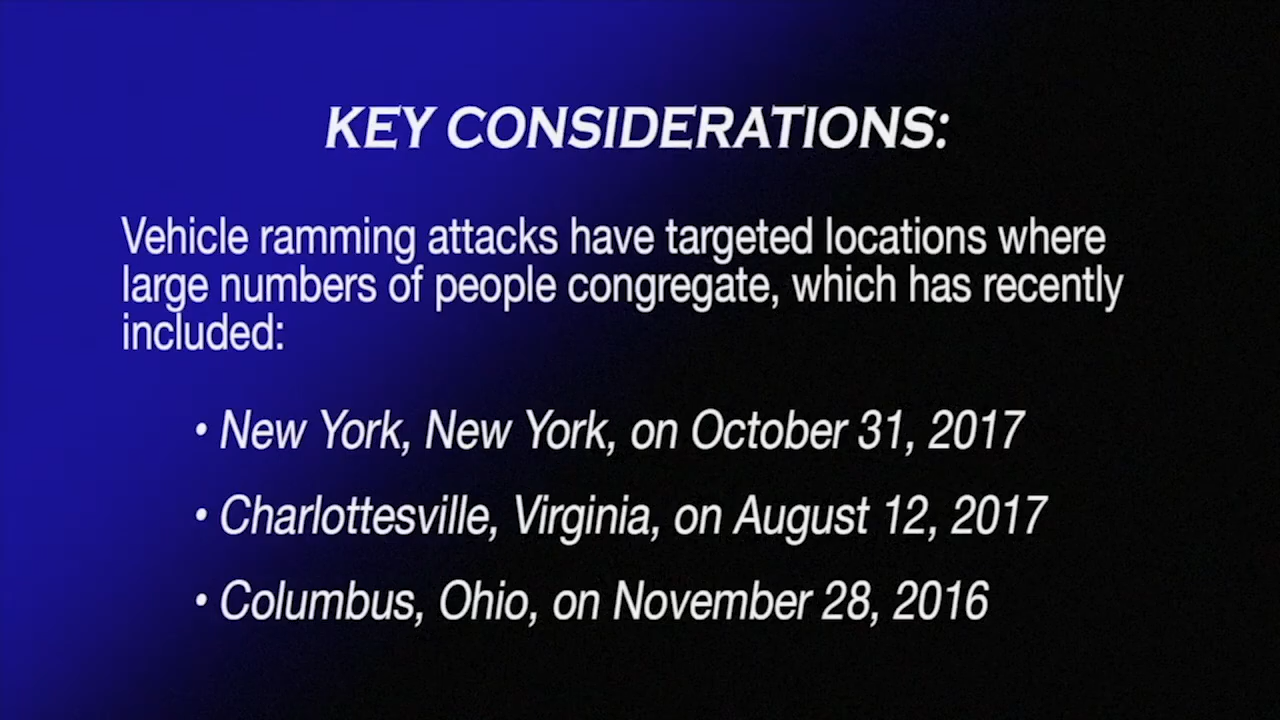 KEY CONSIDERATIONS:
Vehicle ramming attacks have targeted locations where
large numbers of people congregate, which has recently
included:
• New York, New York, on October 31, 2017
• Charlottesville, Virginia, on August 12, 2017
• Columbus, Ohio, on November 28, 2016